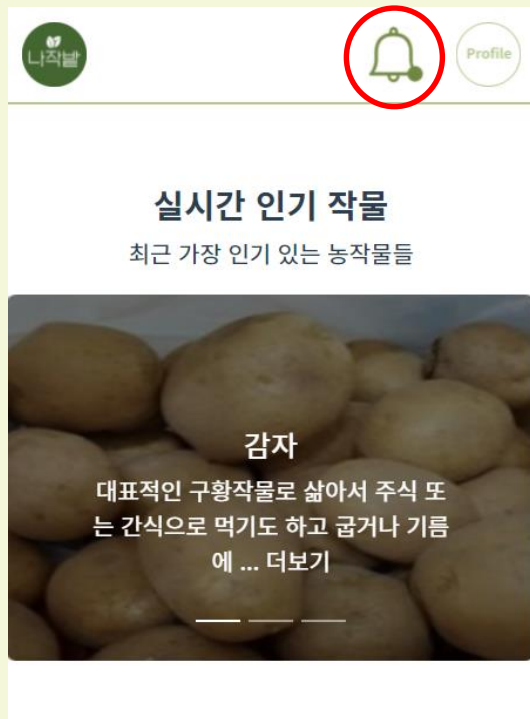 나작밭
Profile
실시간 인기 작물
최근 가장 인기 있는 농작물들
감자
대표적인 구황작물로 삶아서 주식 또
는 간식으로 먹기도 하고 굽거나 기름
에 ... 더보기